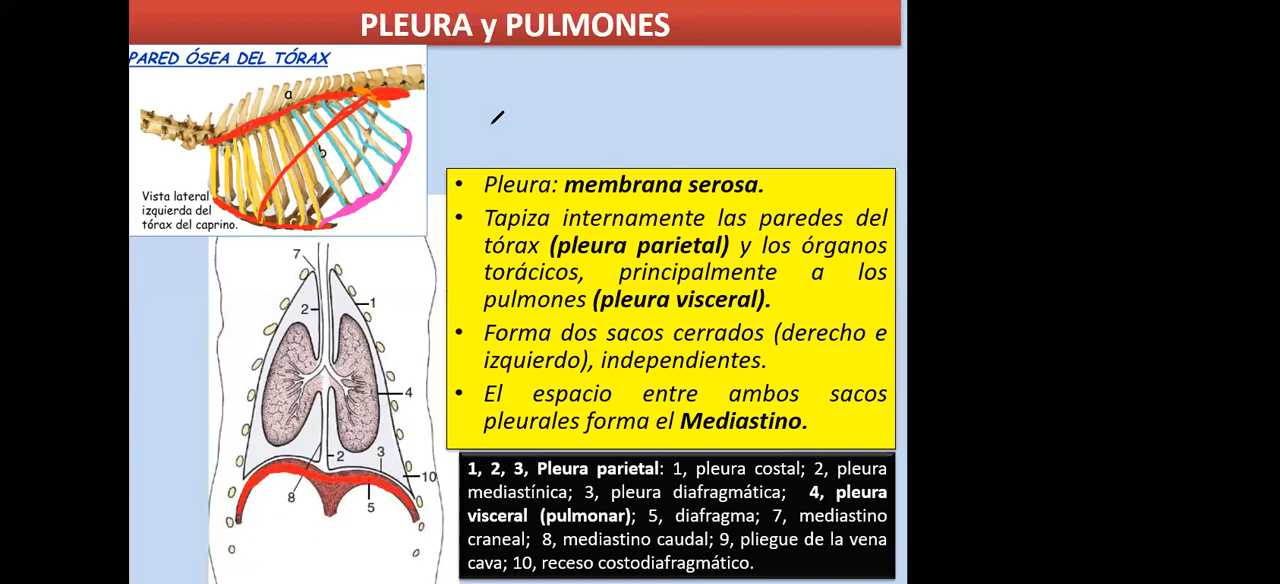 PLEURA y PULMONES
PARED ÓSEA DEL TÓRAX
a
b
c
Vista lateral
izquierda del
tórax del caprino.
7
2
1
4
2
3
10
8
5
• Pleura: membrana serosa.
• Tapiza internamente las paredes del
tórax (pleura parietal) y los órganos
torácicos, principalmente a los
pulmones (pleura visceral).
• Forma dos sacos cerrados (derecho e
izquierdo), independientes.
• El espacio entre ambos sacos
pleurales forma el Mediastino.
1, 2, 3, Pleura parietal: 1, pleura costal; 2, pleura
mediastínica; 3, pleura diafragmática; 4, pleura
visceral (pulmonar); 5, diafragma; 7, mediastino
craneal; 8, mediastino caudal; 9, pliegue de la vena
cava; 10, receso costodiafragmático.